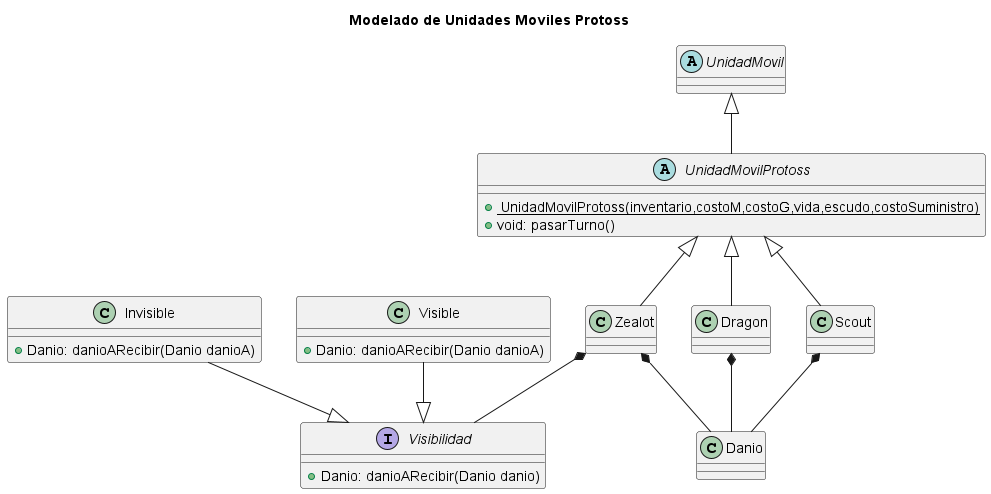 Modelado de Unidades Moviles Protoss
A UnidadMovil
A UnidadMovilProtoss
UnidadMovilProtoss(inventario,costoM,costoG,vida,escudo,costoSuministro)
void: pasarTurno()
C Invisible
Danio: danioARecibir(Danio danioA)
C Visible
Danio: danioARecibir(Danio danioA)
C Zealot
C Dragon
C Scout
I Visibilidad
Danio: danioARecibir(Danio danio)
C Danio